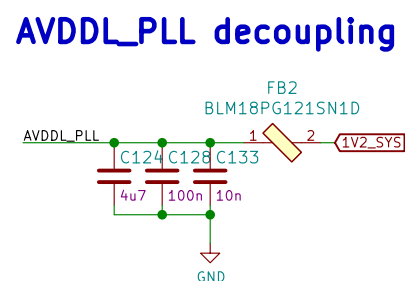 AVDDL_PLL decoupling
FB2
BLM18PG121SN1D
AVDDL_PLL
1
2
1V2_SYS
C124
C128
C133
4u7
100n
10n
GND